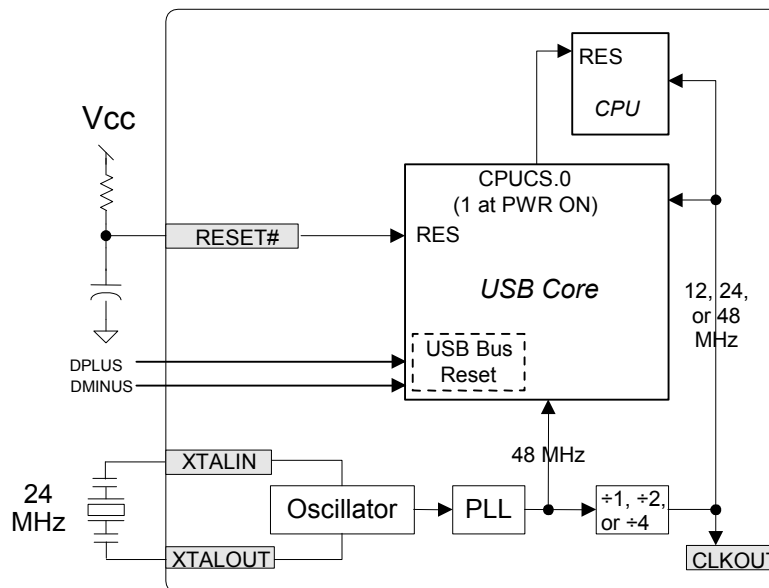 RES
CPU
Vcc
CPUCS.0
(1 at PWR ON)
RESET#
RES
USB Core
12, 24,
or 48
MHz
USB Bus
Reset
DPLUS
DMINUS
XTALIN
48 MHz
24
MHz
Oscillator
PLL
÷1, ÷2,
or ÷4
XTALOUT
CLKOUT